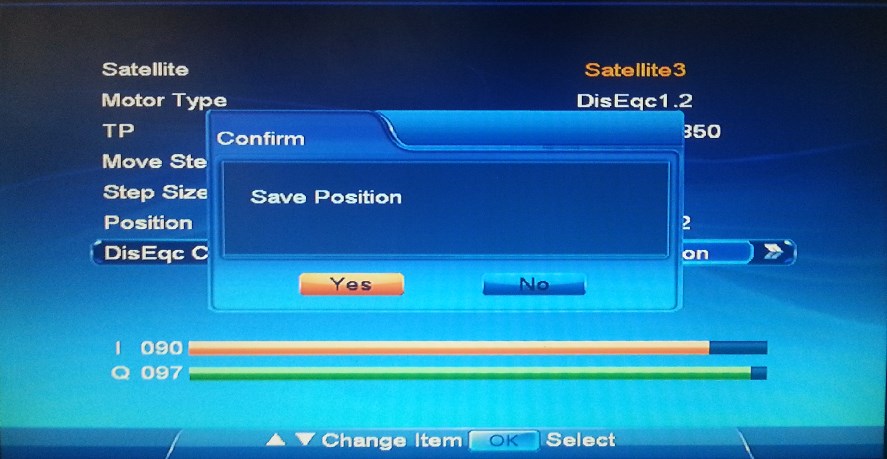 Satellite Satellite3
Motor Type DisEqc1.2
TP 350
Confirm
Move Ste
Step Size
Save Position
Position 2
DisEqc C on
Yes No
I 090
Q 097
Change Item OK Select